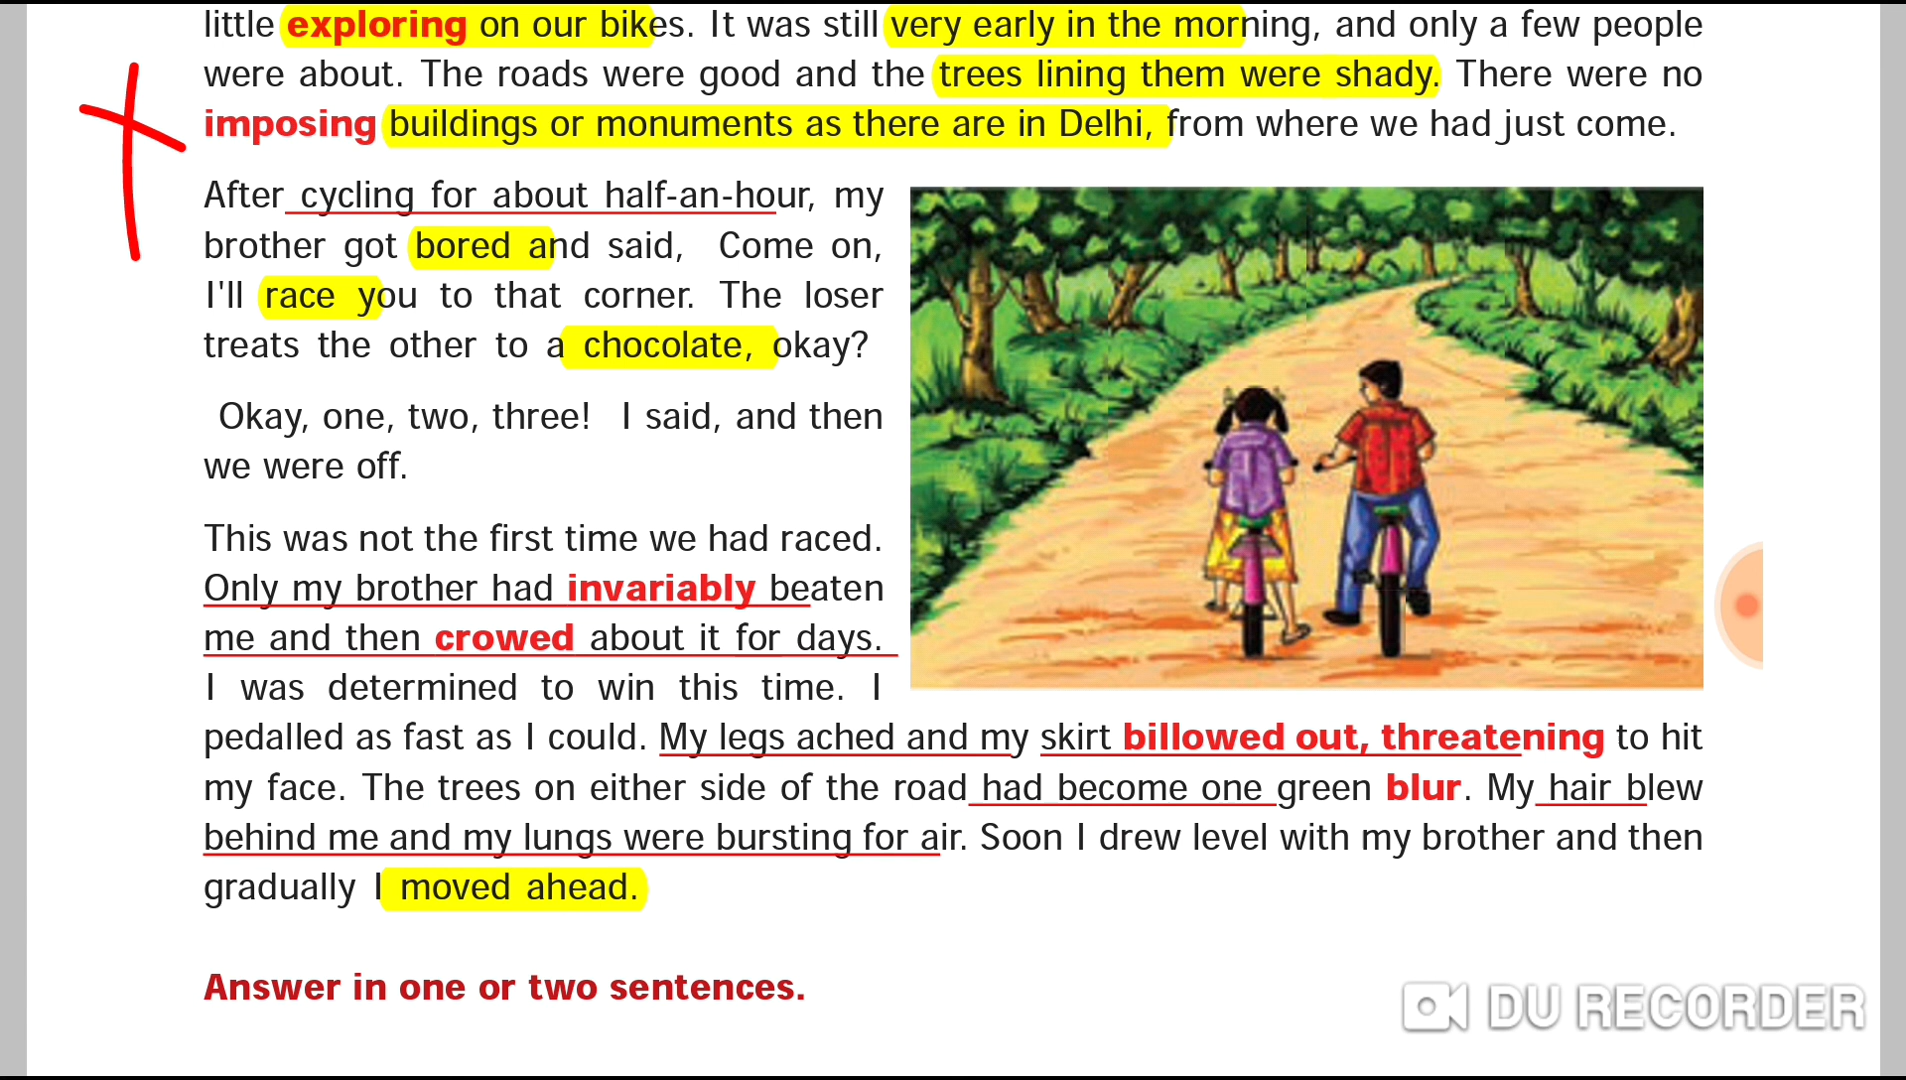 little exploring on our bikes. It was still very early in the morning, and only a few people
were about. The roads were good and the trees lining them were shady. There were no
imposing buildings or monuments as there are in Delhi, from where we had just come.
After cycling for about half-an-hour, my
brother got bored and said, Come on,
I'll race you to that corner. The loser
treats the other to a chocolate, okay?
Okay, one, two, three! I said, and then
we were off.
This was not the first time we had raced.
Only my brother had invariably beaten
me and then crowed about it for days.
I was determined to win this time. I
pedalled as fast as I could. My legs ached and my skirt billowed out, threatening to hit
my face. The trees on either side of the road had become one green blur. My hair blew
behind me and my lungs were bursting for air. Soon I drew level with my brother and then
gradually I moved ahead.
Answer in one or two sentences.
DU RECORDER